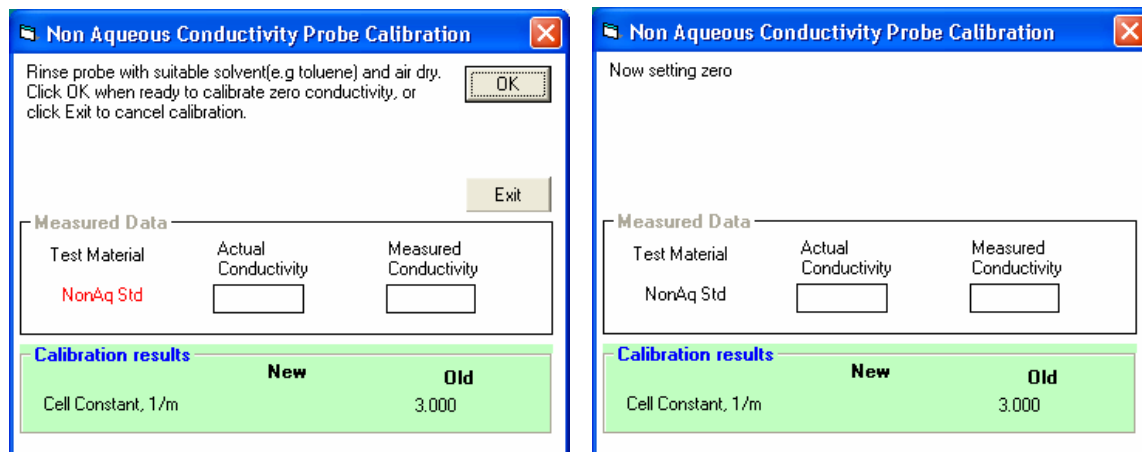 Non Aqueous Conductivity Probe Calibration
Rinse probe with suitable solvent(e.g toluene) and air dry.
Click OK when ready to calibrate zero conductivity, or
click Exit to cancel calibration.
OK
Exit
Measured Data
Test Material
Actual
Conductivity
Measured
Conductivity
NonAq Std
Calibration results
New
Old
Cell Constant, 1/m
3.000
Non Aqueous Conductivity Probe Calibration
Now setting zero
Measured Data
Test Material
Actual
Conductivity
Measured
Conductivity
NonAq Std
Calibration results
New
Old
Cell Constant, 1/m
3.000